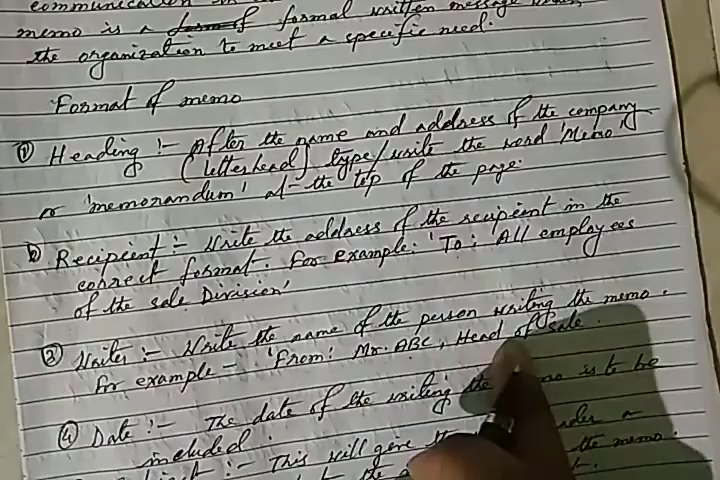 communication
memo is a formal written message
the organization to meet a specific need.
Format of memo
① Heading :- After the name and address of the company
(letterhead) type/write the word 'Memo'
or 'memorandum' at the top of the page.
Recipient :- Write the address of the recipient in the
correct format. For example: 'To: All employees
of the sale Division'
③ Writer :- Write the name of the person writing the memo.
For example - 'From: Mr. ABC, Head of sale.
④ Date :- The date of the writing the is to be
included.
:- This will give the a
the the memo.